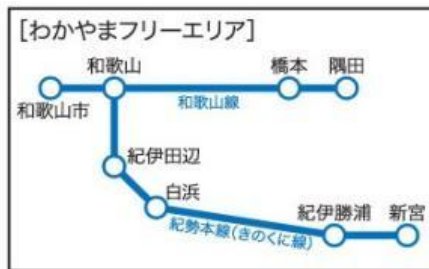 [わかやまフリーエリア]
和歌山 橋本 隅田
和歌山市 和歌山線
紀伊田辺
白浜
紀伊勝浦 新宮
紀勢本線(きのくに線)